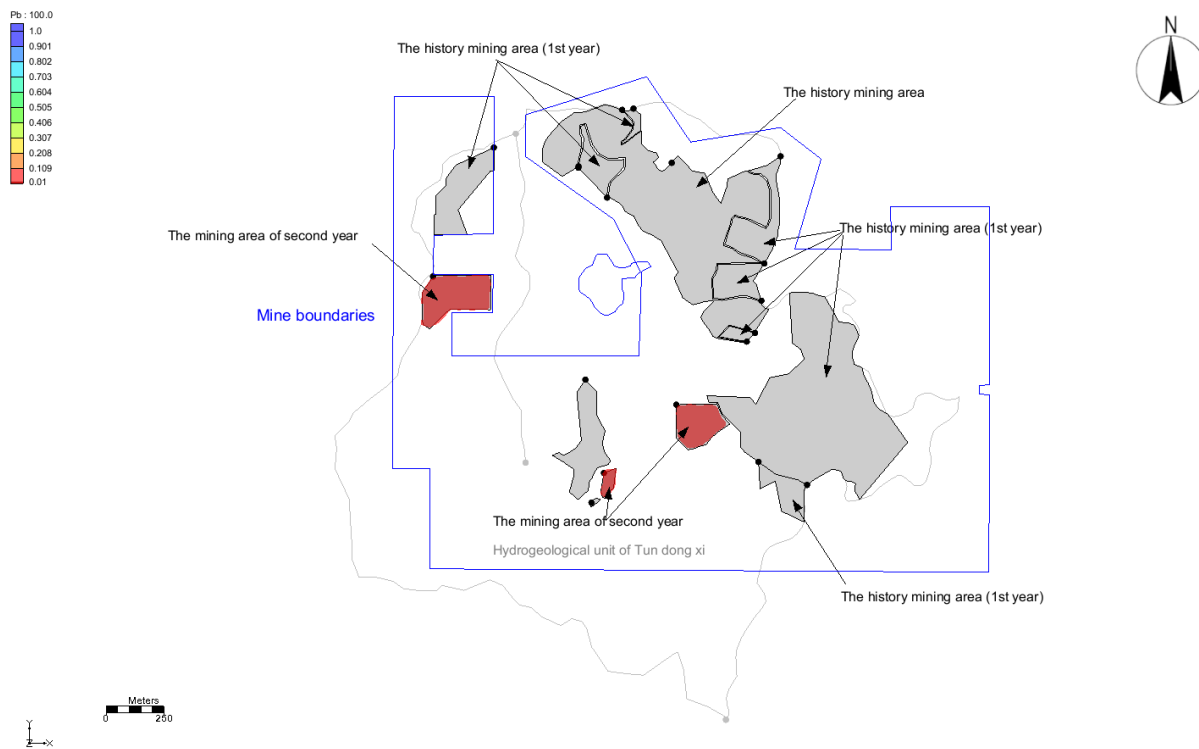 Pb : 100.0
1.0
0.901
0.802
0.703
0.604
0.505
0.406
0.307
0.208
0.109
0.01
N
The history mining area (1st year)
The history mining area
The mining area of second year
The history mining area (1st year)
Mine boundaries
The mining area of second year
Hydrogeological unit of Tun dong xi
The history mining area (1st year)
Meters
0 250
Y
Z X